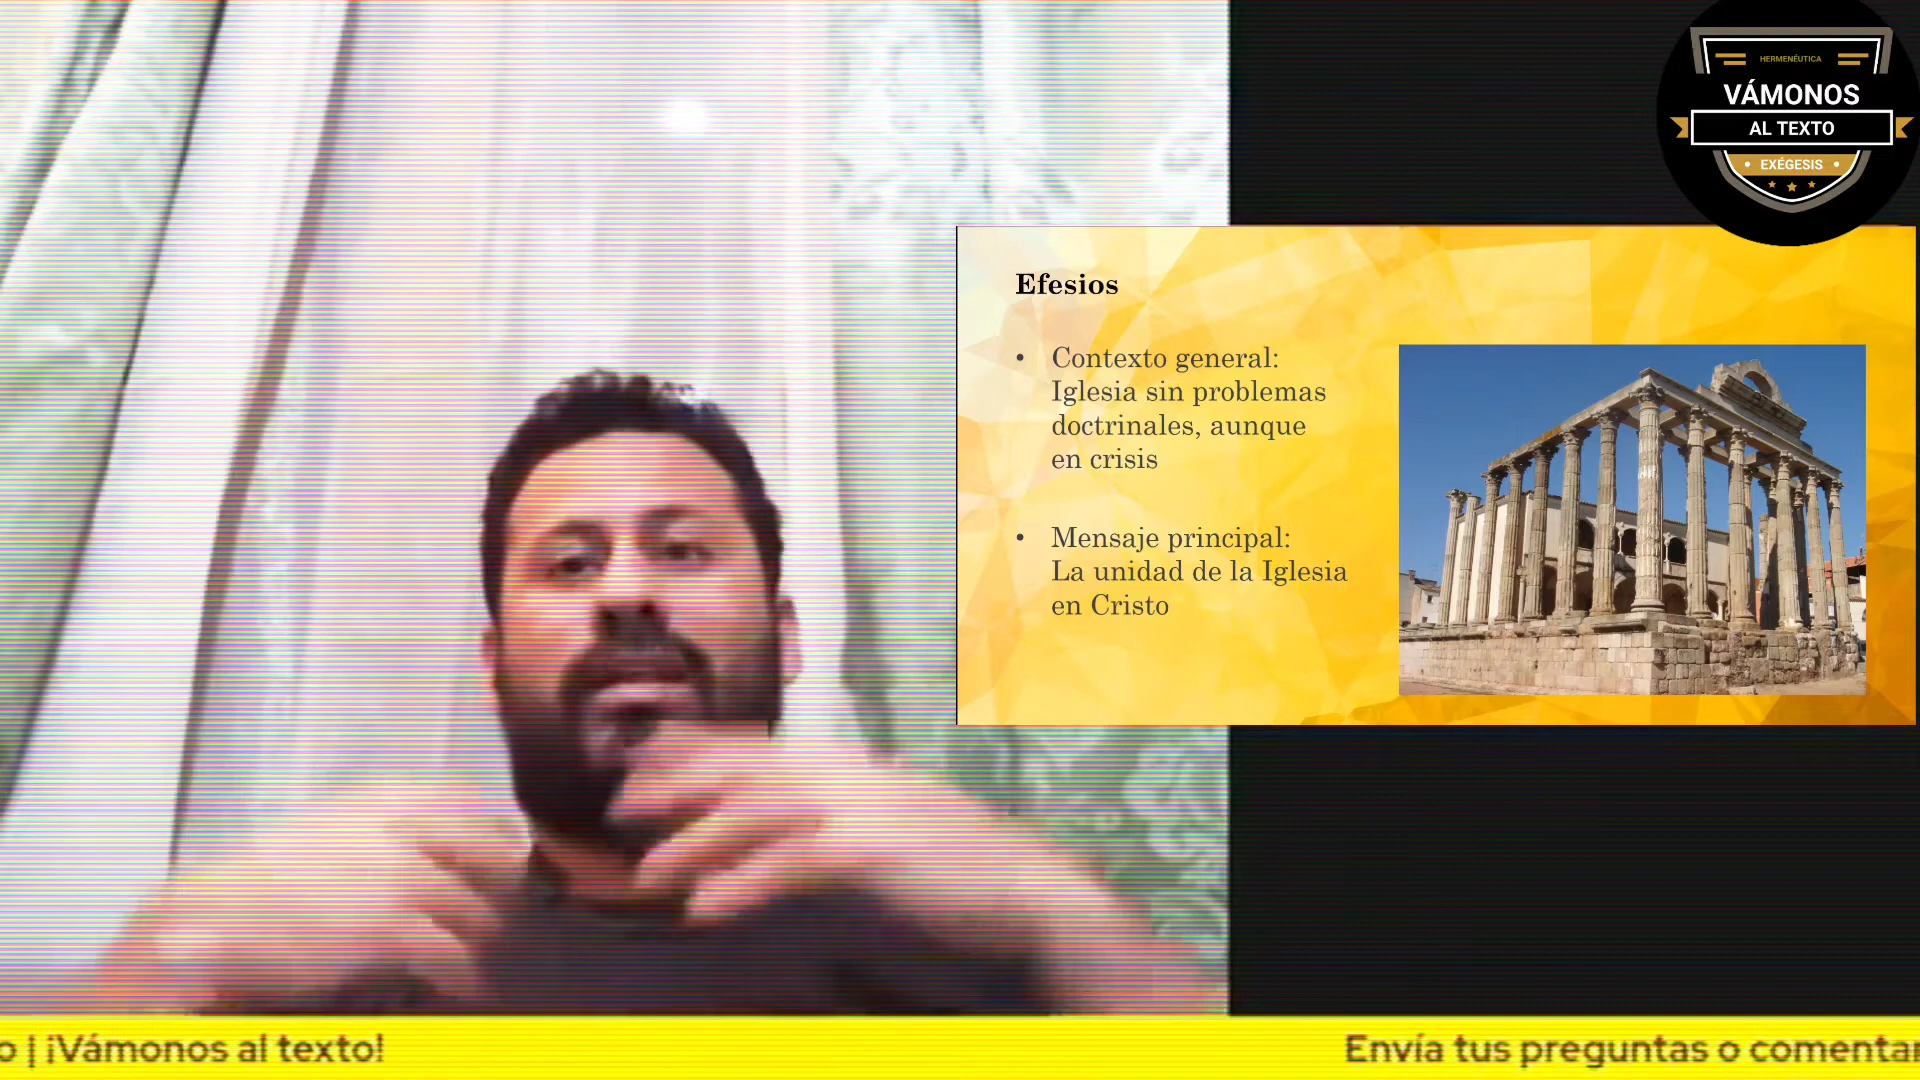 HERMENÉUTICA
VÁMONOS
AL TEXTO
• EXÉGESIS •
Efesios
• Contexto general:
Iglesia sin problemas
doctrinales, aunque
en crisis
• Mensaje principal:
La unidad de la Iglesia
en Cristo
o | ¡Vámonos al texto!
Envía tus preguntas o comentar